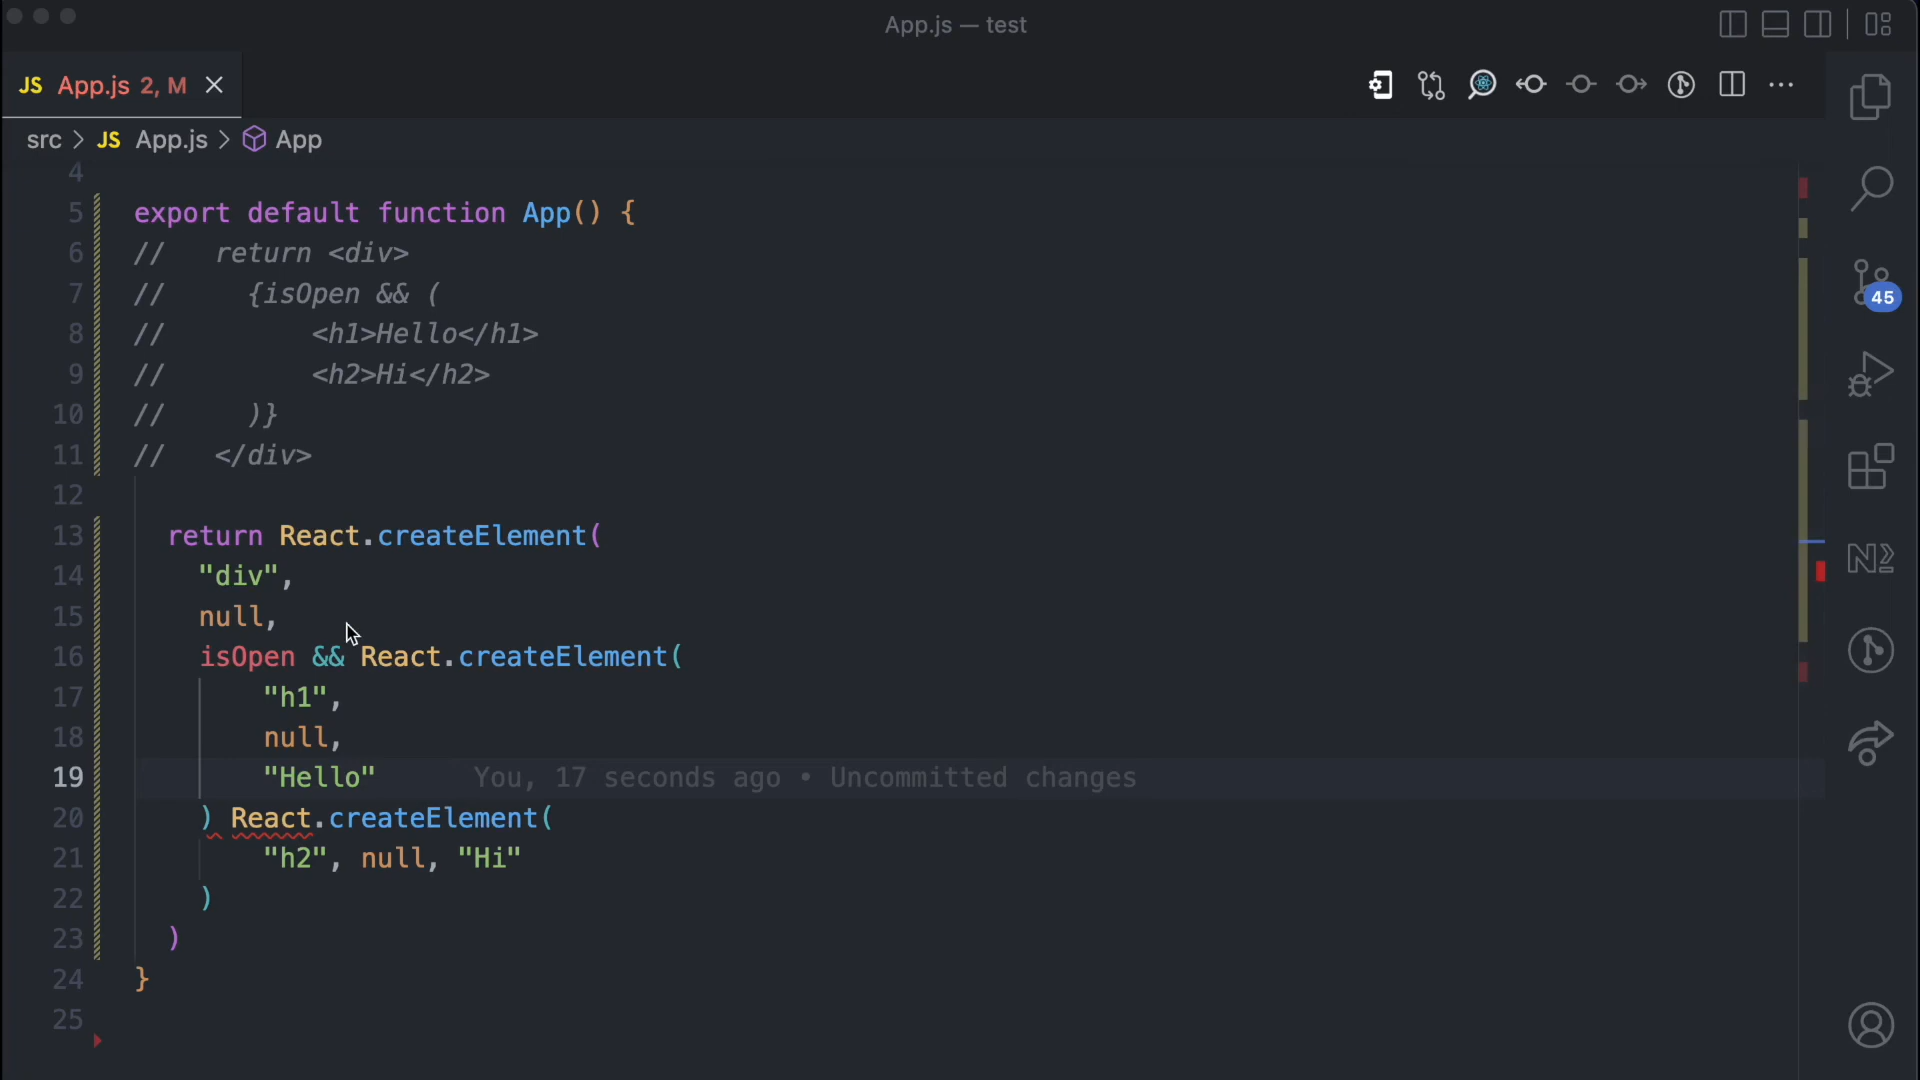 App.js — test
JS App.js 2, M
src > JS App.js > App
4
5 export default function App() {
6 //   return <div>
7 //     {isOpen && (
8 //         <h1>Hello</h1>
9 //         <h2>Hi</h2>
10 //     )}
11 //   </div>
12
13   return React.createElement(
14     "div",
15     null,
16     isOpen && React.createElement(
17         "h1",
18         null,
19         "Hello"      You, 17 seconds ago • Uncommitted changes
20     ) React.createElement(
21         "h2", null, "Hi"
22     )
23   )
24 }
25
45